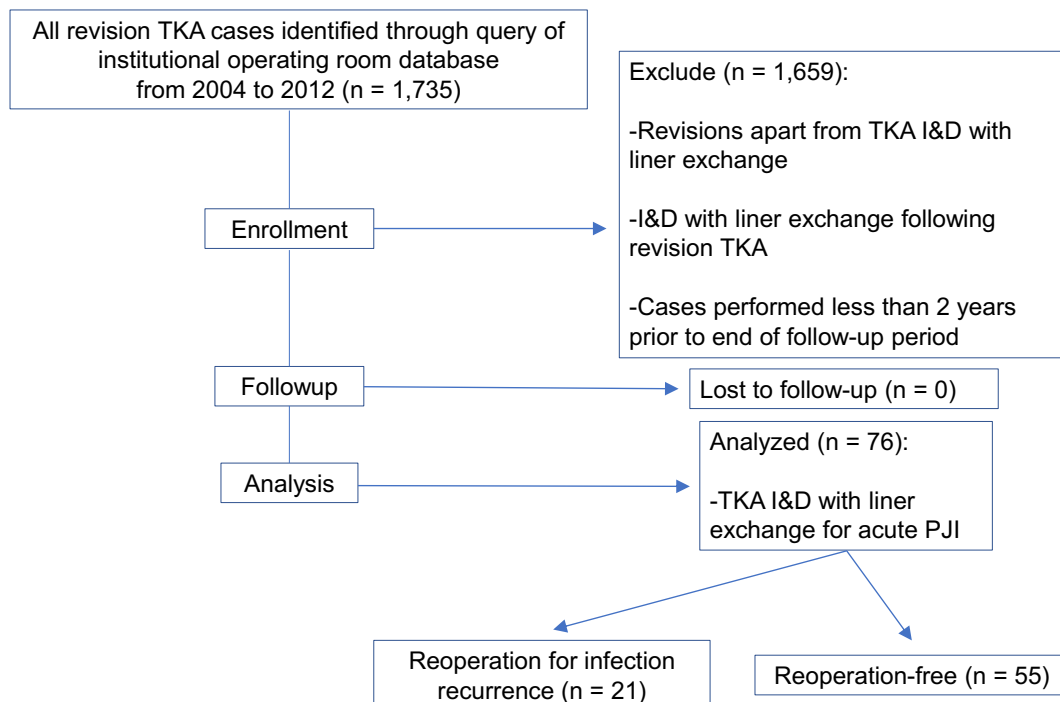 All revision TKA cases identified through query of
institutional operating room database
from 2004 to 2012 (n = 1,735)
Exclude (n = 1,659):
-Revisions apart from TKA I&D with
liner exchange
-I&D with liner exchange following
revision TKA
-Cases performed less than 2 years
prior to end of follow-up period
Enrollment
Followup
Lost to follow-up (n = 0)
Analysis
Analyzed (n = 76):
-TKA I&D with liner
exchange for acute PJI
Reoperation for infection
recurrence (n = 21)
Reoperation-free (n = 55)